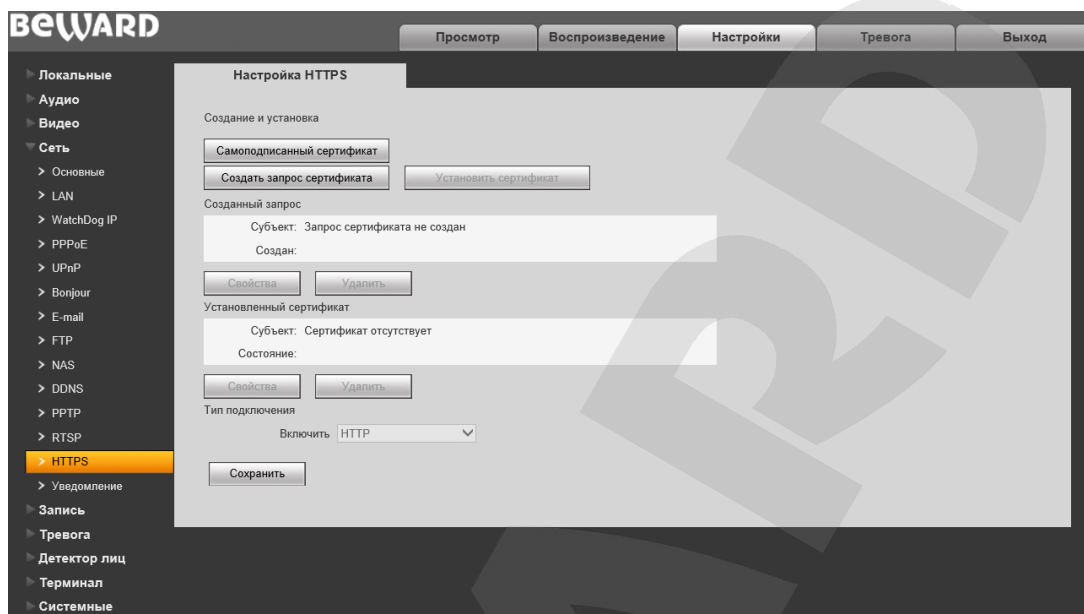 BEWARD
Просмотр
Воспроизведение
Настройки
Тревога
Выход
Локальные
Аудио
Видео
Сеть
Основные
LAN
WatchDog IP
PPPoE
UPnP
Bonjour
E-mail
FTP
NAS
DDNS
PPTP
RTSP
HTTPS
Уведомление
Запись
Тревога
Детектор лиц
Терминал
Системные
Настройка HTTPS
Создание и установка
Самоподписанный сертификат
Создать запрос сертификата
Установить сертификат
Созданный запрос
Субъект: Запрос сертификата не создан
Создан:
Свойства
Удалить
Установленный сертификат
Субъект: Сертификат отсутствует
Состояние:
Свойства
Удалить
Тип подключения
Включить HTTP
Сохранить